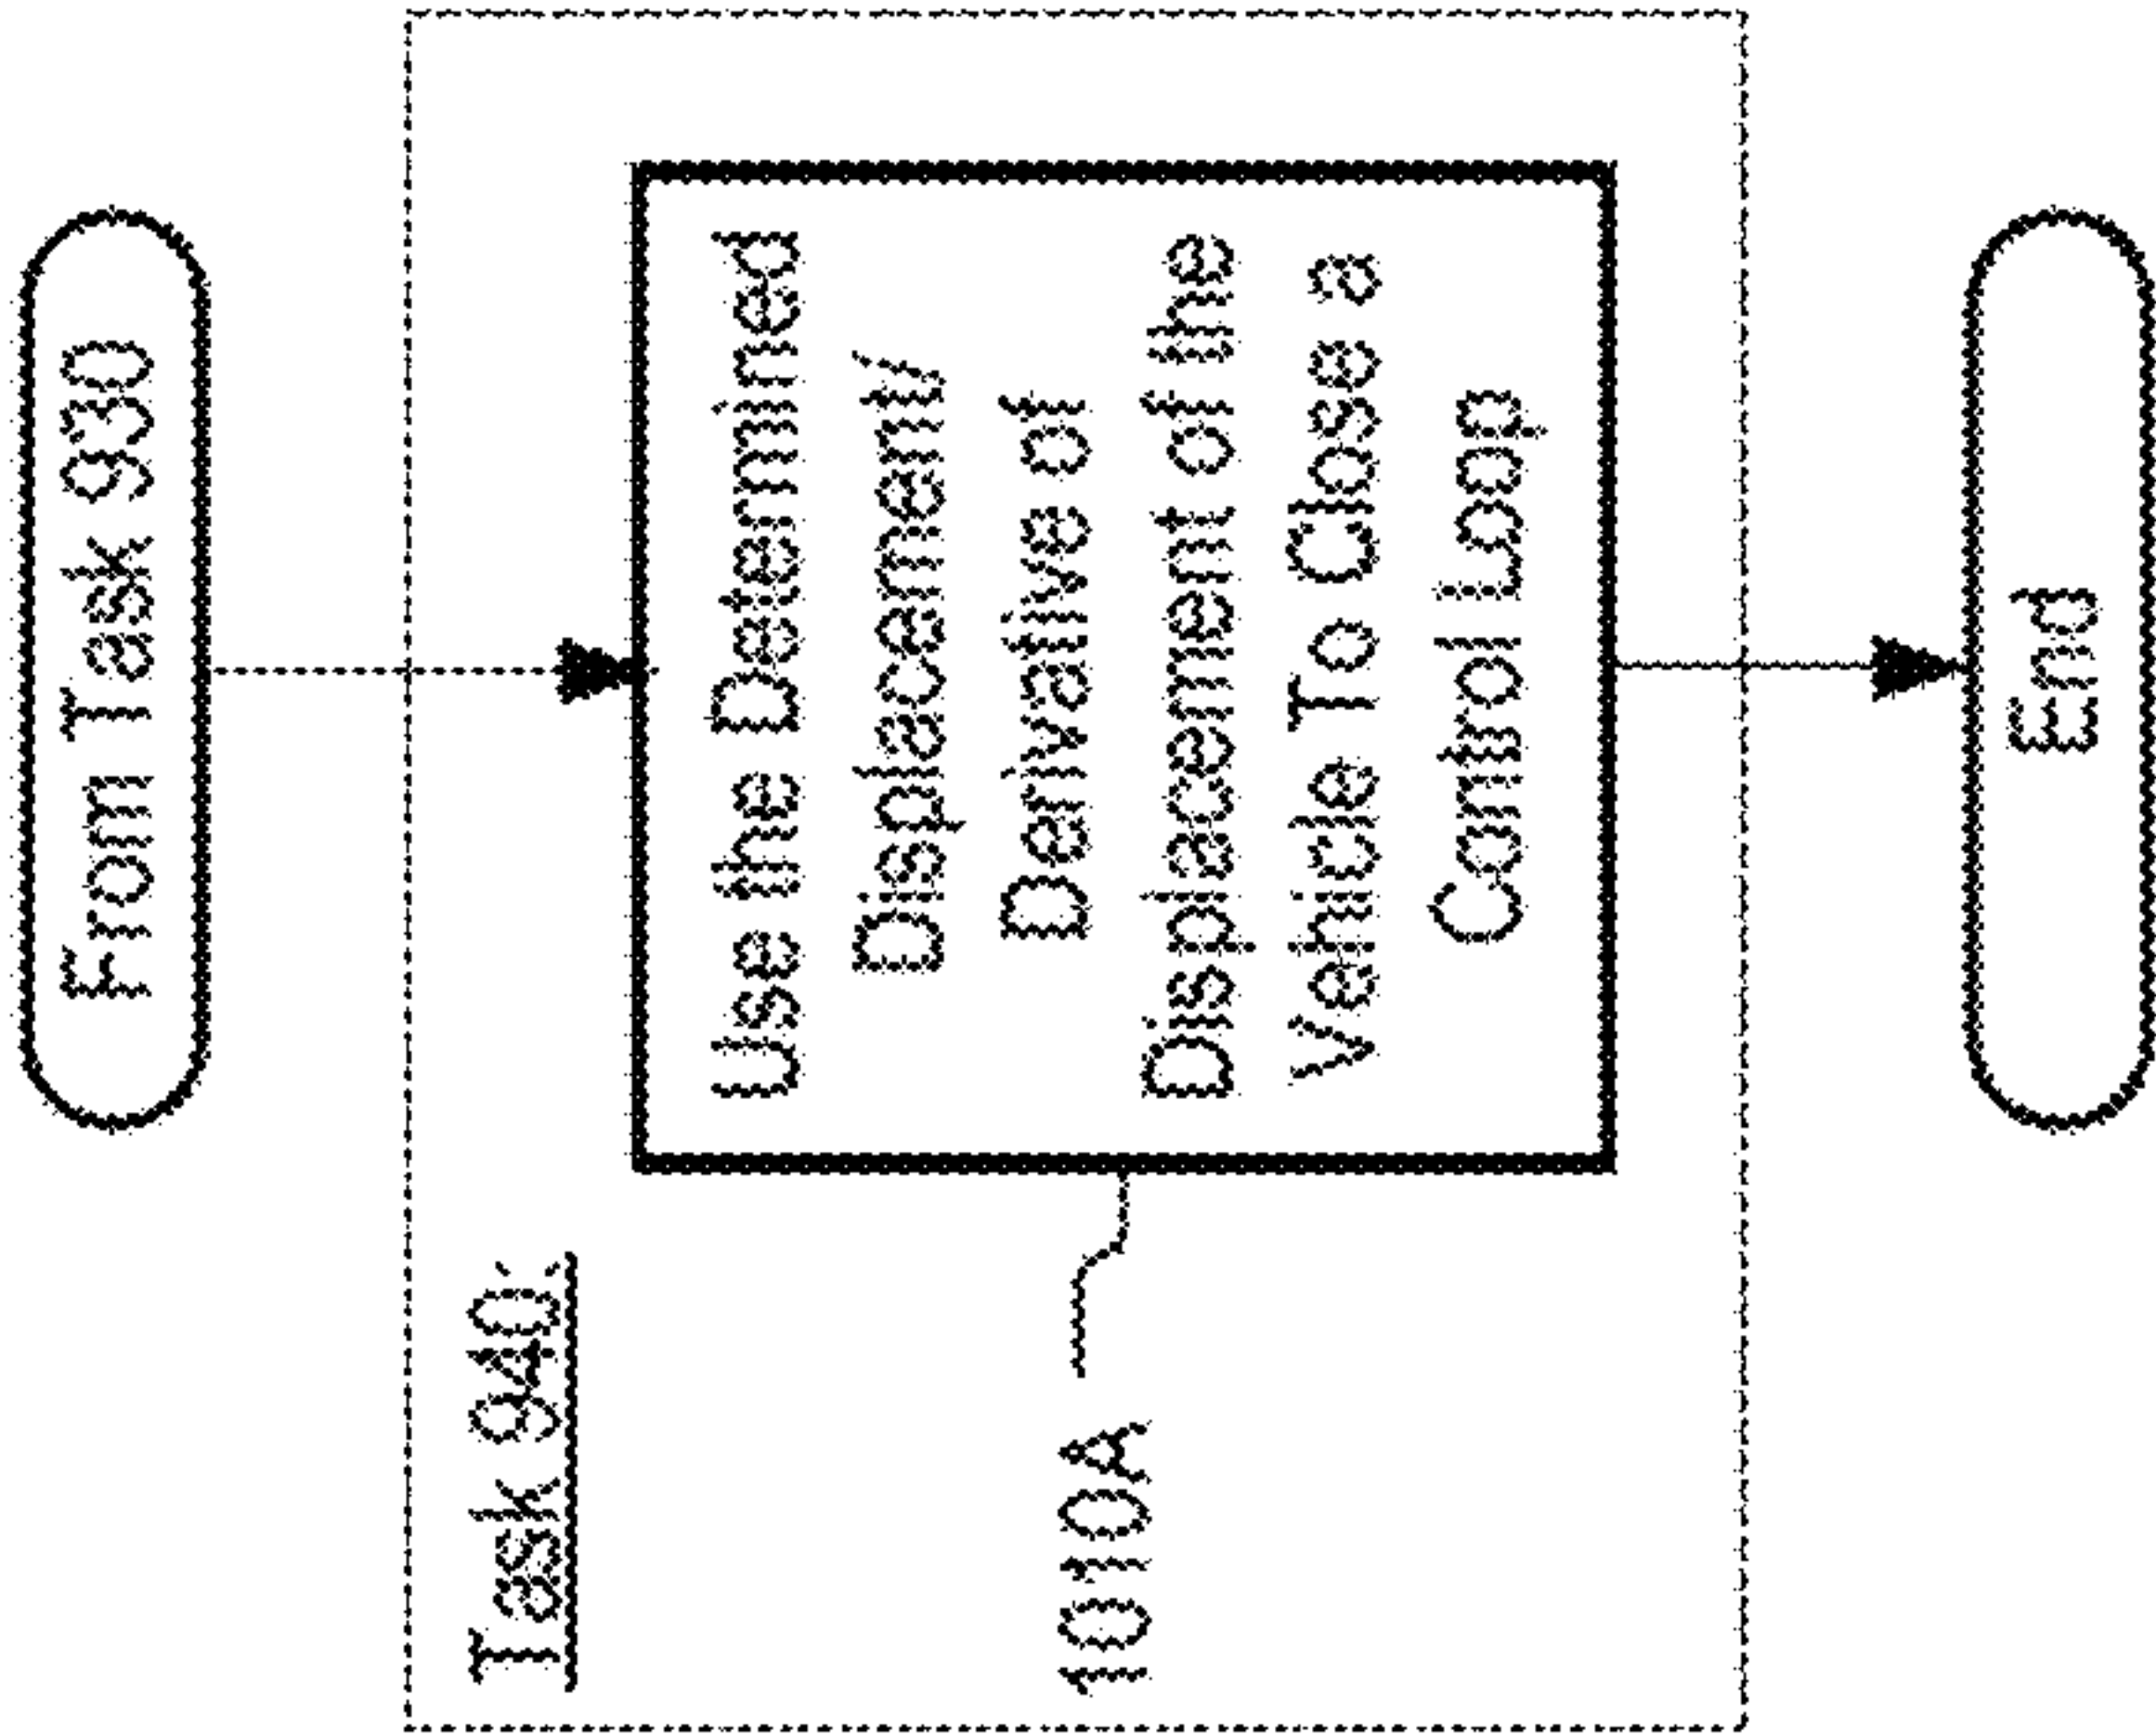 From Task 930
Task 940:
Use the Determined
Displacement/
Derivative of
Displacement of the
Vehicle To Close a
Control Loop
1010A
End